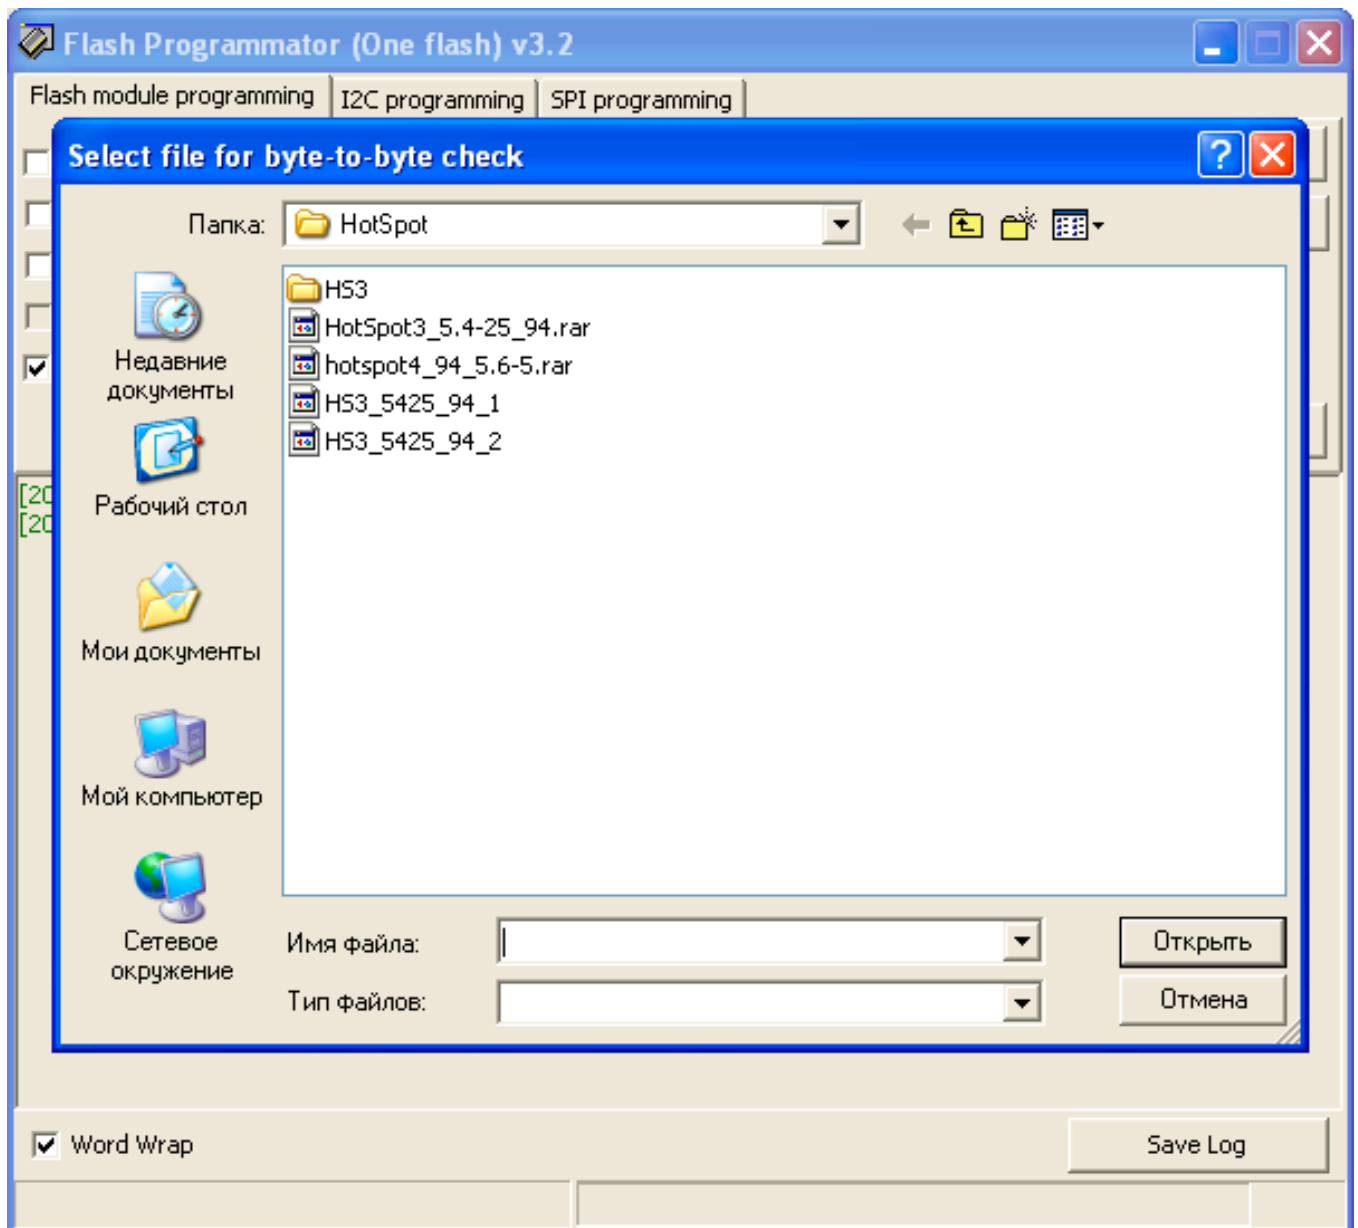 Flash Programmator (One flash) v3.2
Flash module programming
I2C programming
SPI programming
Select file for byte-to-byte check
Папка:
HotSpot
HS3
HotSpot3_5.4-25_94.rar
hotspot4_94_5.6-5.rar
HS3_5425_94_1
HS3_5425_94_2
Недавние
документы
Рабочий стол
Мои документы
Мой компьютер
Сетевое
окружение
[20
[20
Имя файла:
Открыть
Тип файлов:
Отмена
Word Wrap
Save Log